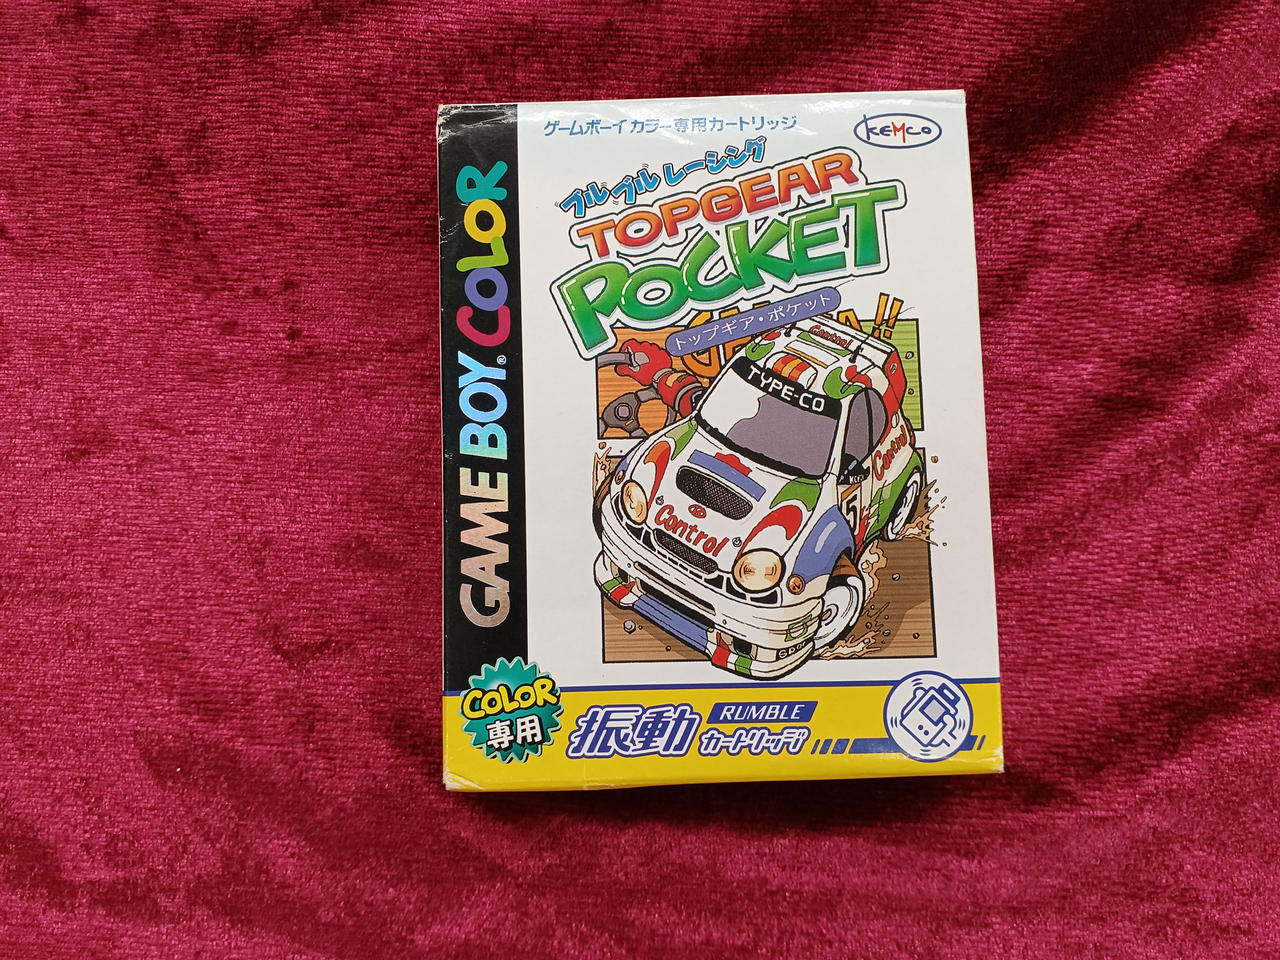 ゲームボーイカラー専用カートリッジ
KEMCO
ブルブルレーシング
TOPGEAR
POCKET
トップギア・ポケット
GAME BOY® COLOR
!!
Control
TYPE-CO
Control
Control
5
COLOR
専用
振動
RUMBLE
カートリッジ